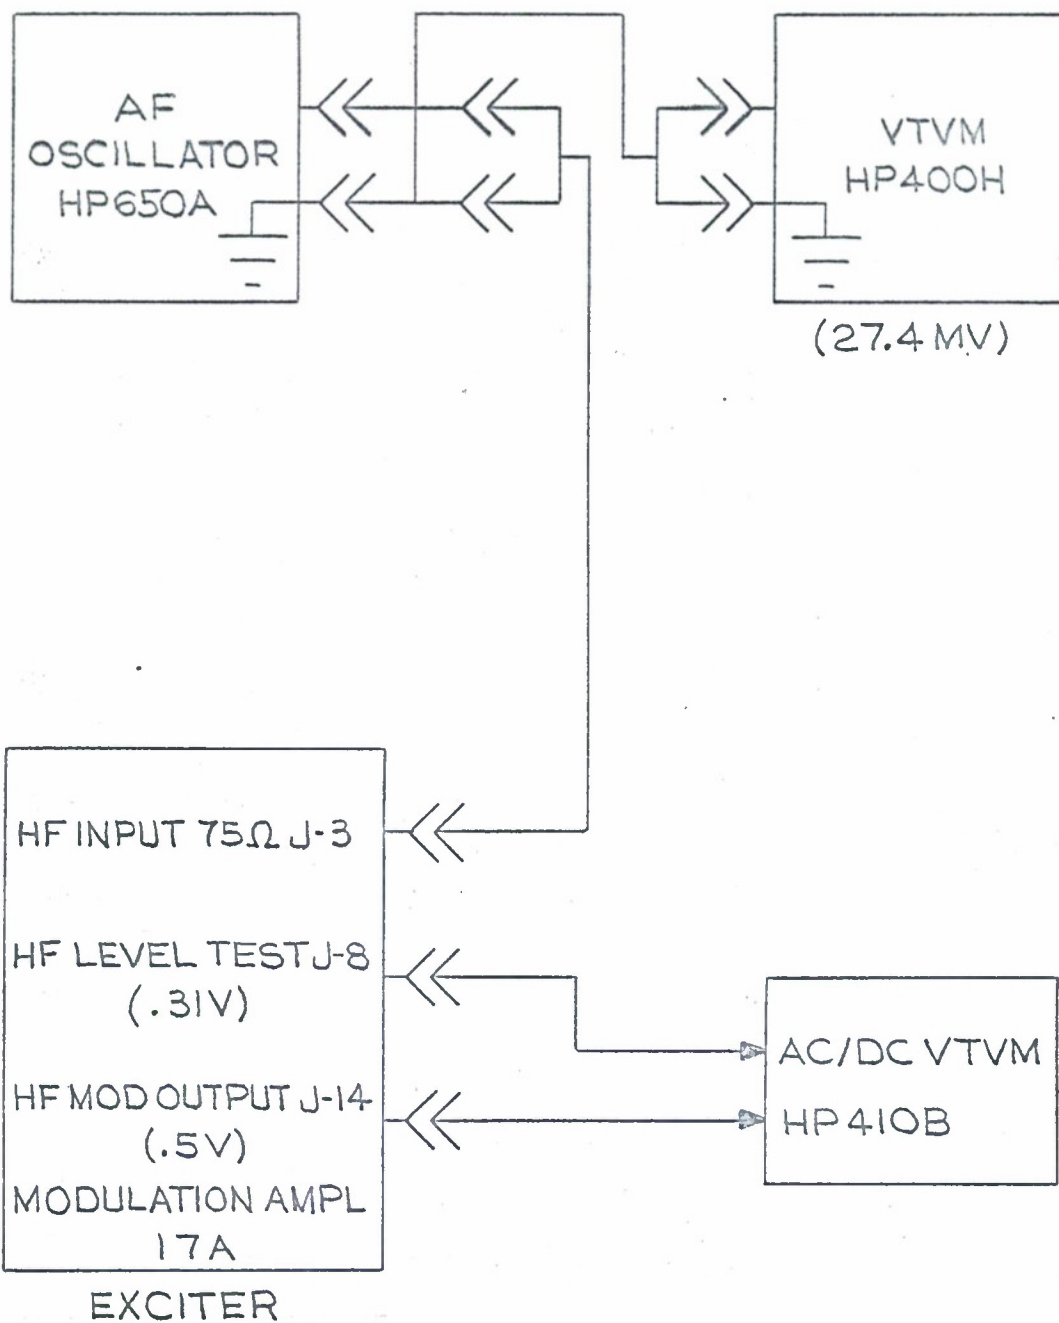 AF
OSCILLATOR
HP650A
VTVM
HP400H
(27.4 MV)
HF INPUT 75Ω J-3
HF LEVEL TEST J-8
(.31V)
HF MOD OUTPUT J-14
(.5V)
MODULATION AMPL
17A
EXCITER
AC/DC VTVM
HP410B